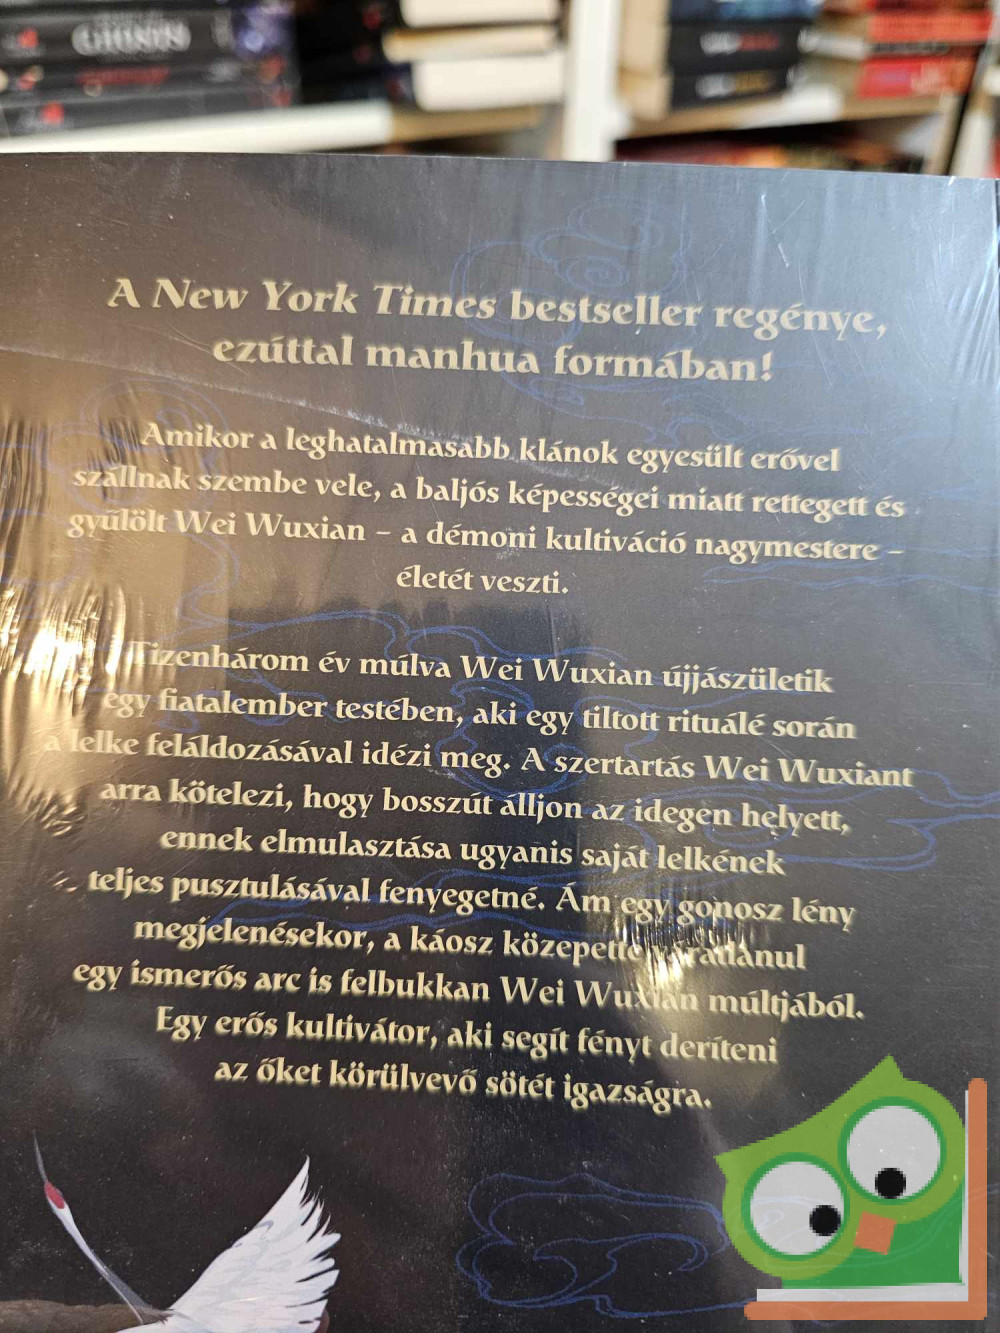 GHOSTS
A New York Times bestseller regénye,
ezúttal manhua formában!
Amikor a leghatalmasabb klánok egyesült erővel
szállnak szembe vele, a baljós képességei miatt rettegett és
gyűlölt Wei Wuxian – a démoni kultiváció nagymestere –
életét veszti.
Tizenhárom év múlva Wei Wuxian újjászületik
egy fiatalember testében, aki egy tiltott rituálé során
a lelke feláldozásával idézi meg. A szertartás Wei Wuxiant
arra kötelezi, hogy bosszút álljon az idegen helyett,
ennek elmulasztása ugyanis saját lelkének
teljes pusztulásával fenyegetné. Ám egy gonosz lény
megjelenésekor, a káosz közepette váratlanul
egy ismerős arc is felbukkan Wei Wuxian múltjából.
Egy erős kultivátor, aki segít fényt deríteni
az őket körülvevő sötét igazságra.